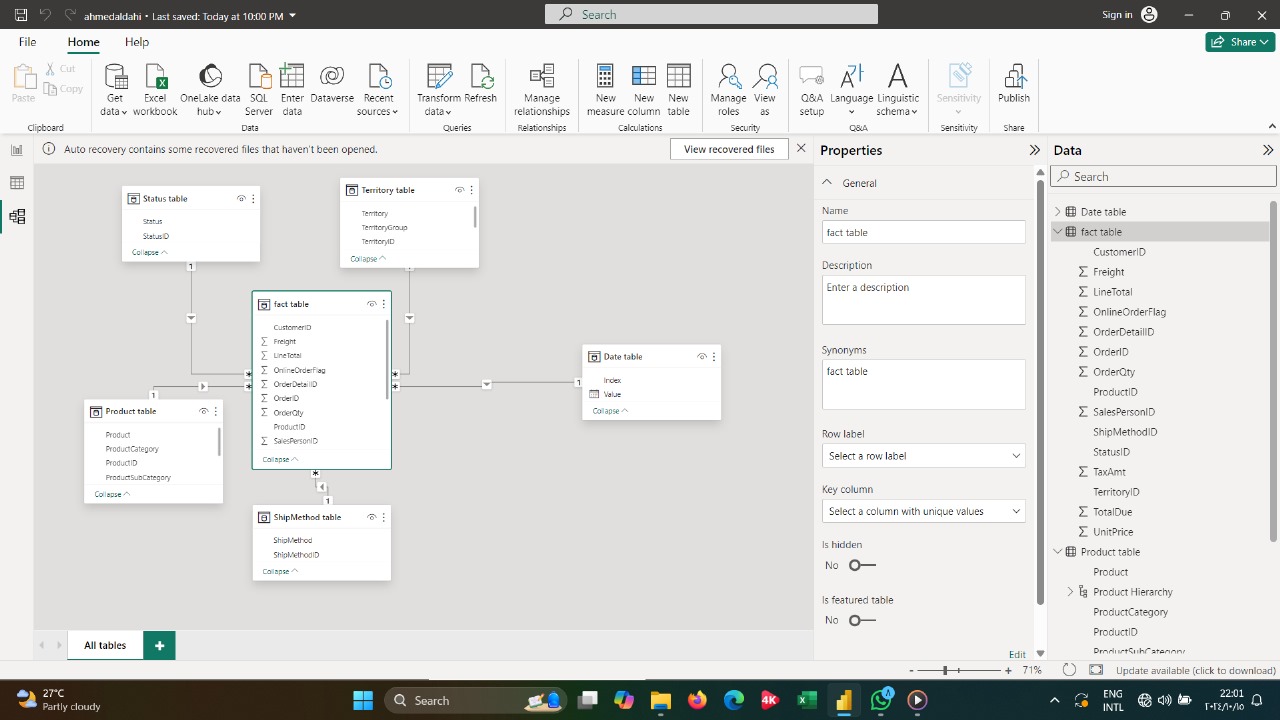 ahmedaldahi • Last saved: Today at 10:00 PM
Search
Sign in
File
Home
Help
Share
Paste
Cut
Copy
Clipboard
Get data
Excel workbook
OneLake data hub
SQL Server
Enter data
Dataverse
Recent sources
Data
Transform data
Refresh
Queries
Manage relationships
Relationships
New measure
New column
New table
Calculations
Manage roles
View as
Security
Q&A setup
Language
Linguistic schema
Q&A
Sensitivity
Sensitivity
Publish
Share
Auto recovery contains some recovered files that haven't been opened.
View recovered files
Status table
Status
StatusID
Collapse
1
Territory table
Territory
TerritoryGroup
TerritoryID
Collapse
1
fact table
CustomerID
Freight
LineTotal
OnlineOrderFlag
OrderDetailID
OrderID
OrderQty
ProductID
SalesPersonID
Collapse
*
*
*
*
*
Date table
Index
Value
Collapse
1
1
Product table
Product
ProductCategory
ProductID
ProductSubCategory
Collapse
1
ShipMethod table
ShipMethod
ShipMethodID
Collapse
All tables
+
Properties
General
Name
fact table
Description
Enter a description
Synonyms
fact table
Row label
Select a row label
Key column
Select a column with unique values
Is hidden
No
Is featured table
No
Edit
Data
Search
Date table
fact table
CustomerID
Freight
LineTotal
OnlineOrderFlag
OrderDetailID
OrderID
OrderQty
ProductID
SalesPersonID
ShipMethodID
StatusID
TaxAmt
TerritoryID
TotalDue
UnitPrice
Product table
Product
Product Hierarchy
ProductCategory
ProductID
ProductSubCategory
- + 71%
Update available (click to download)
27°C
Partly cloudy
Search
4K
ENG
INTL
22:01